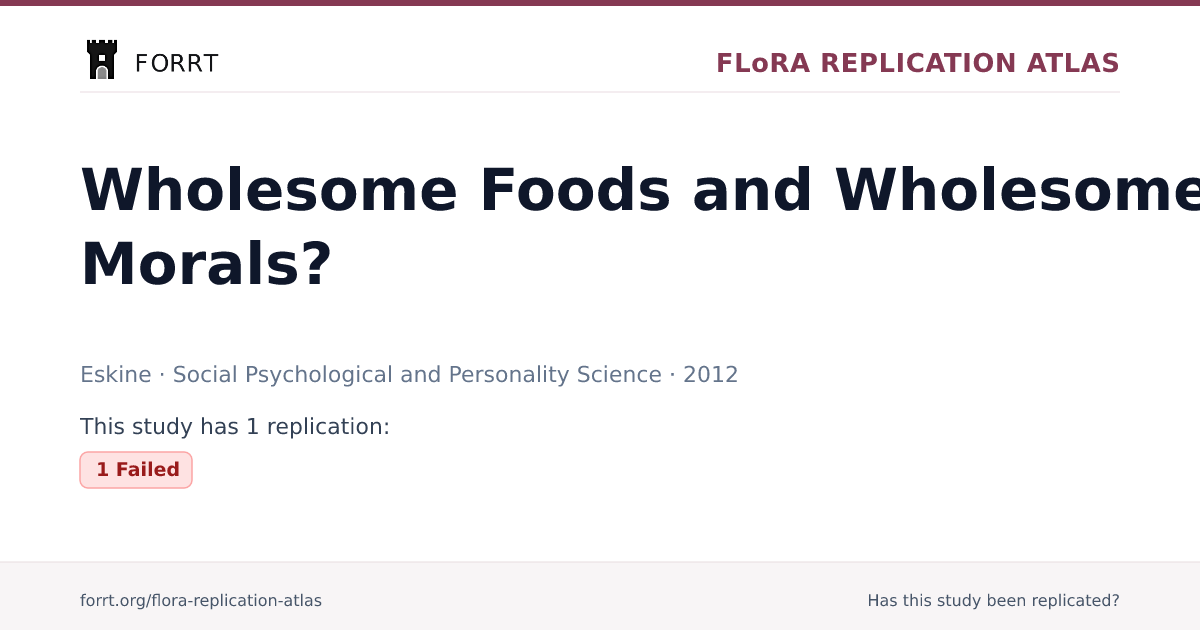 FORRT
FLoRA REPLICATION ATLAS
Wholesome Foods and Wholesome
Morals?
Eskine · Social Psychological and Personality Science · 2012
This study has 1 replication:
1 Failed
forrt.org/flora-replication-atlas
Has this study been replicated?